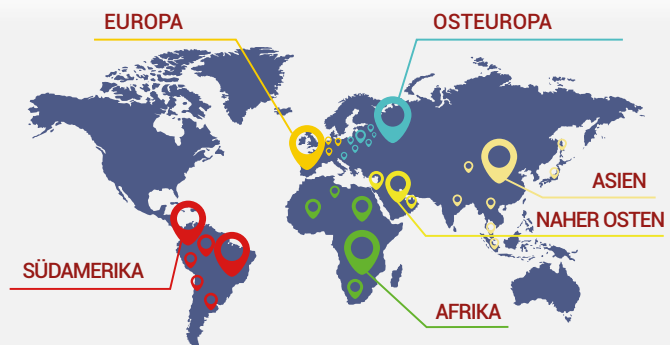 EUROPA
OSTEUROPA
ASIEN
NAHER OSTEN
SÜDAMERIKA
AFRIKA